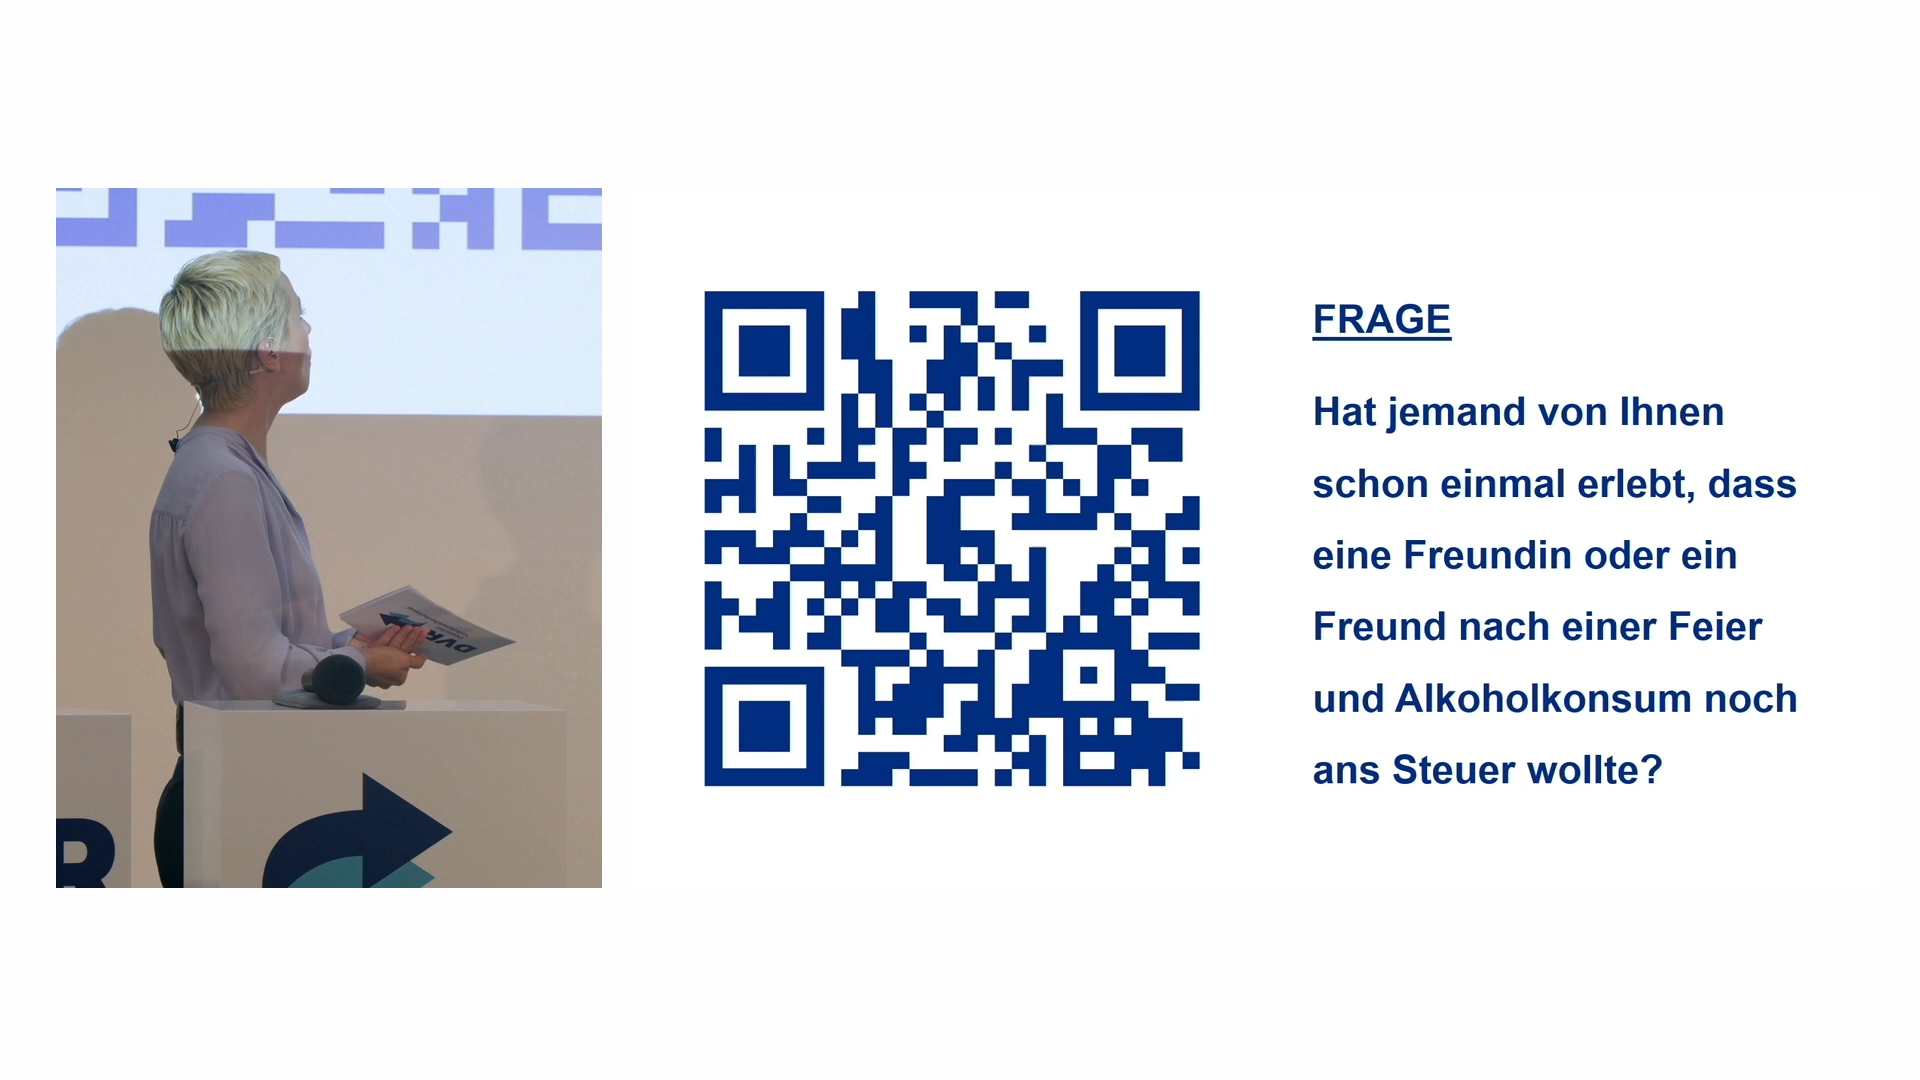 FRAGE
Hat jemand von Ihnen
schon einmal erlebt, dass
eine Freundin oder ein
Freund nach einer Feier
und Alkoholkonsum noch
ans Steuer wollte?
DVR
R